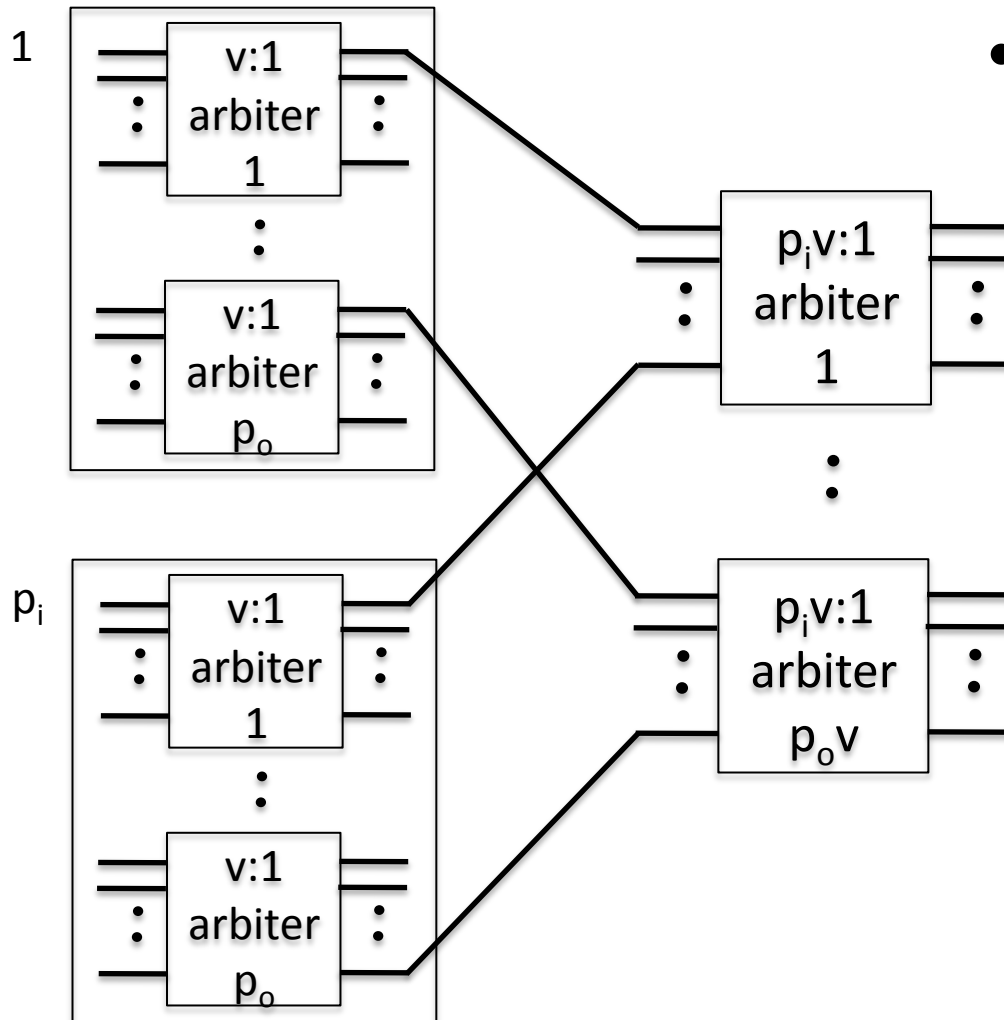 1
v:1
arbiter
1
v:1
arbiter
pₒ
pᵢ
v:1
arbiter
1
v:1
arbiter
pₒ
pᵢv:1
arbiter
1
pᵢv:1
arbiter
pₒv
•